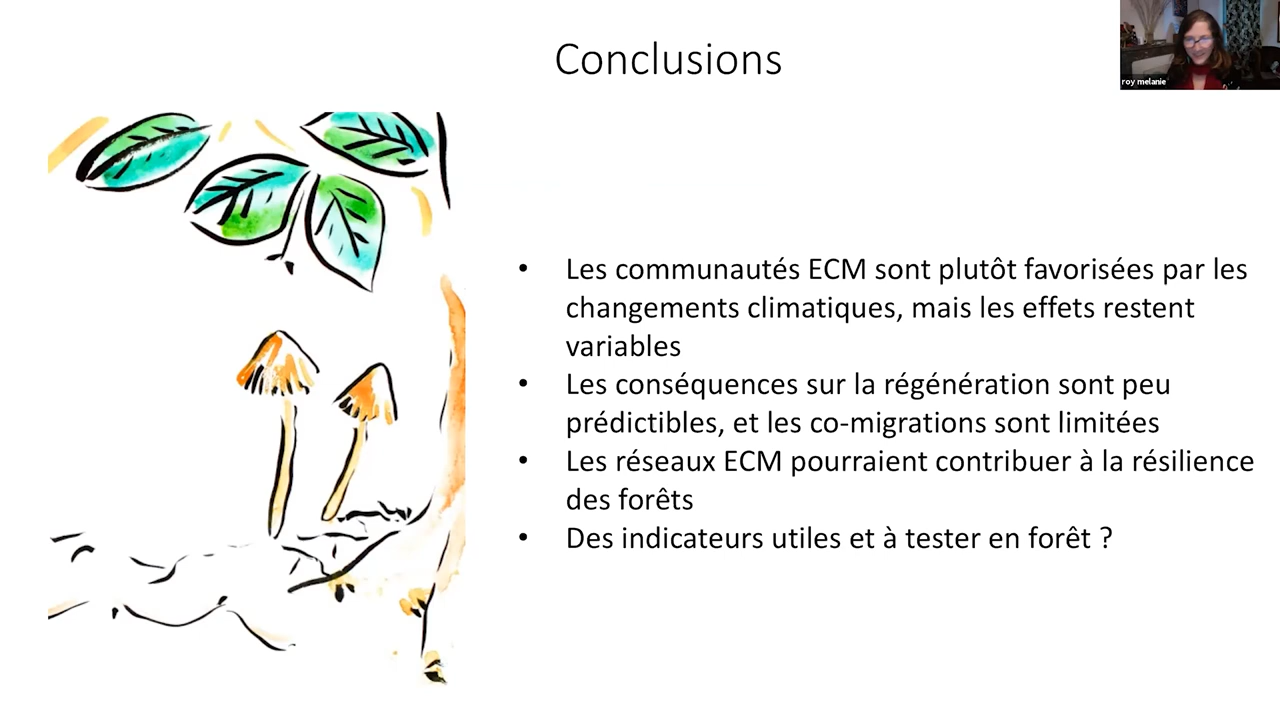 Conclusions
roy melanie
• Les communautés ECM sont plutôt favorisées par les
changements climatiques, mais les effets restent
variables
• Les conséquences sur la régénération sont peu
prédictibles, et les co-migrations sont limitées
• Les réseaux ECM pourraient contribuer à la résilience
des forêts
• Des indicateurs utiles et à tester en forêt ?